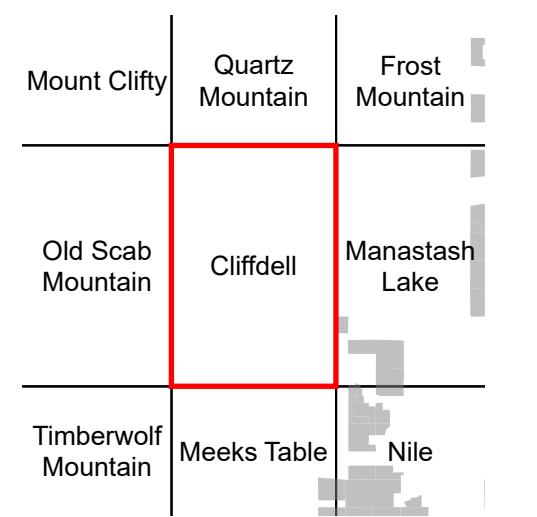 Mount Clifty
Quartz
Mountain
Frost
Mountain
Old Scab
Mountain
Cliffdell
Manastash
Lake
Timberwolf
Mountain
Meeks Table
Nile